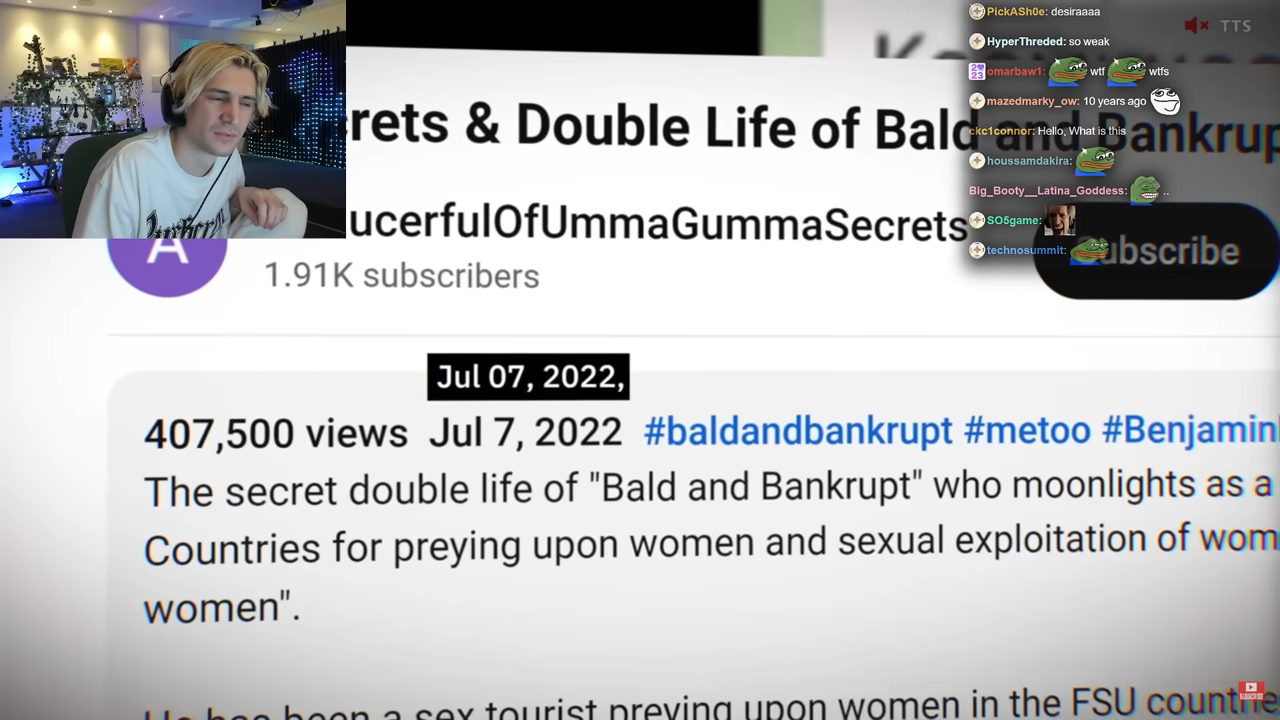 rets & Double Life of Bald and Bankrup
ucerfulOfUmmaGummaSecrets
A
1.91K subscribers
Subscribe
Jul 07, 2022,
407,500 views Jul 7, 2022 #baldandbankrupt #metoo #Benjamin
The secret double life of "Bald and Bankrupt" who moonlights as a
Countries for preying upon women and sexual exploitation of wom
women".
He has been a sex tourist preying upon women in the FSU countrie
PickASh0e: desiraaaa
HyperThreded: so weak
omarbaw1: wtf wtfs
mazedmarky_ow: 10 years ago
ckc1connor: Hello, What is this
houssamdakira:
Big_Booty__Latina_Goddess: ..
SO5game:
technosummit:
TTS
SUBSCRIBE